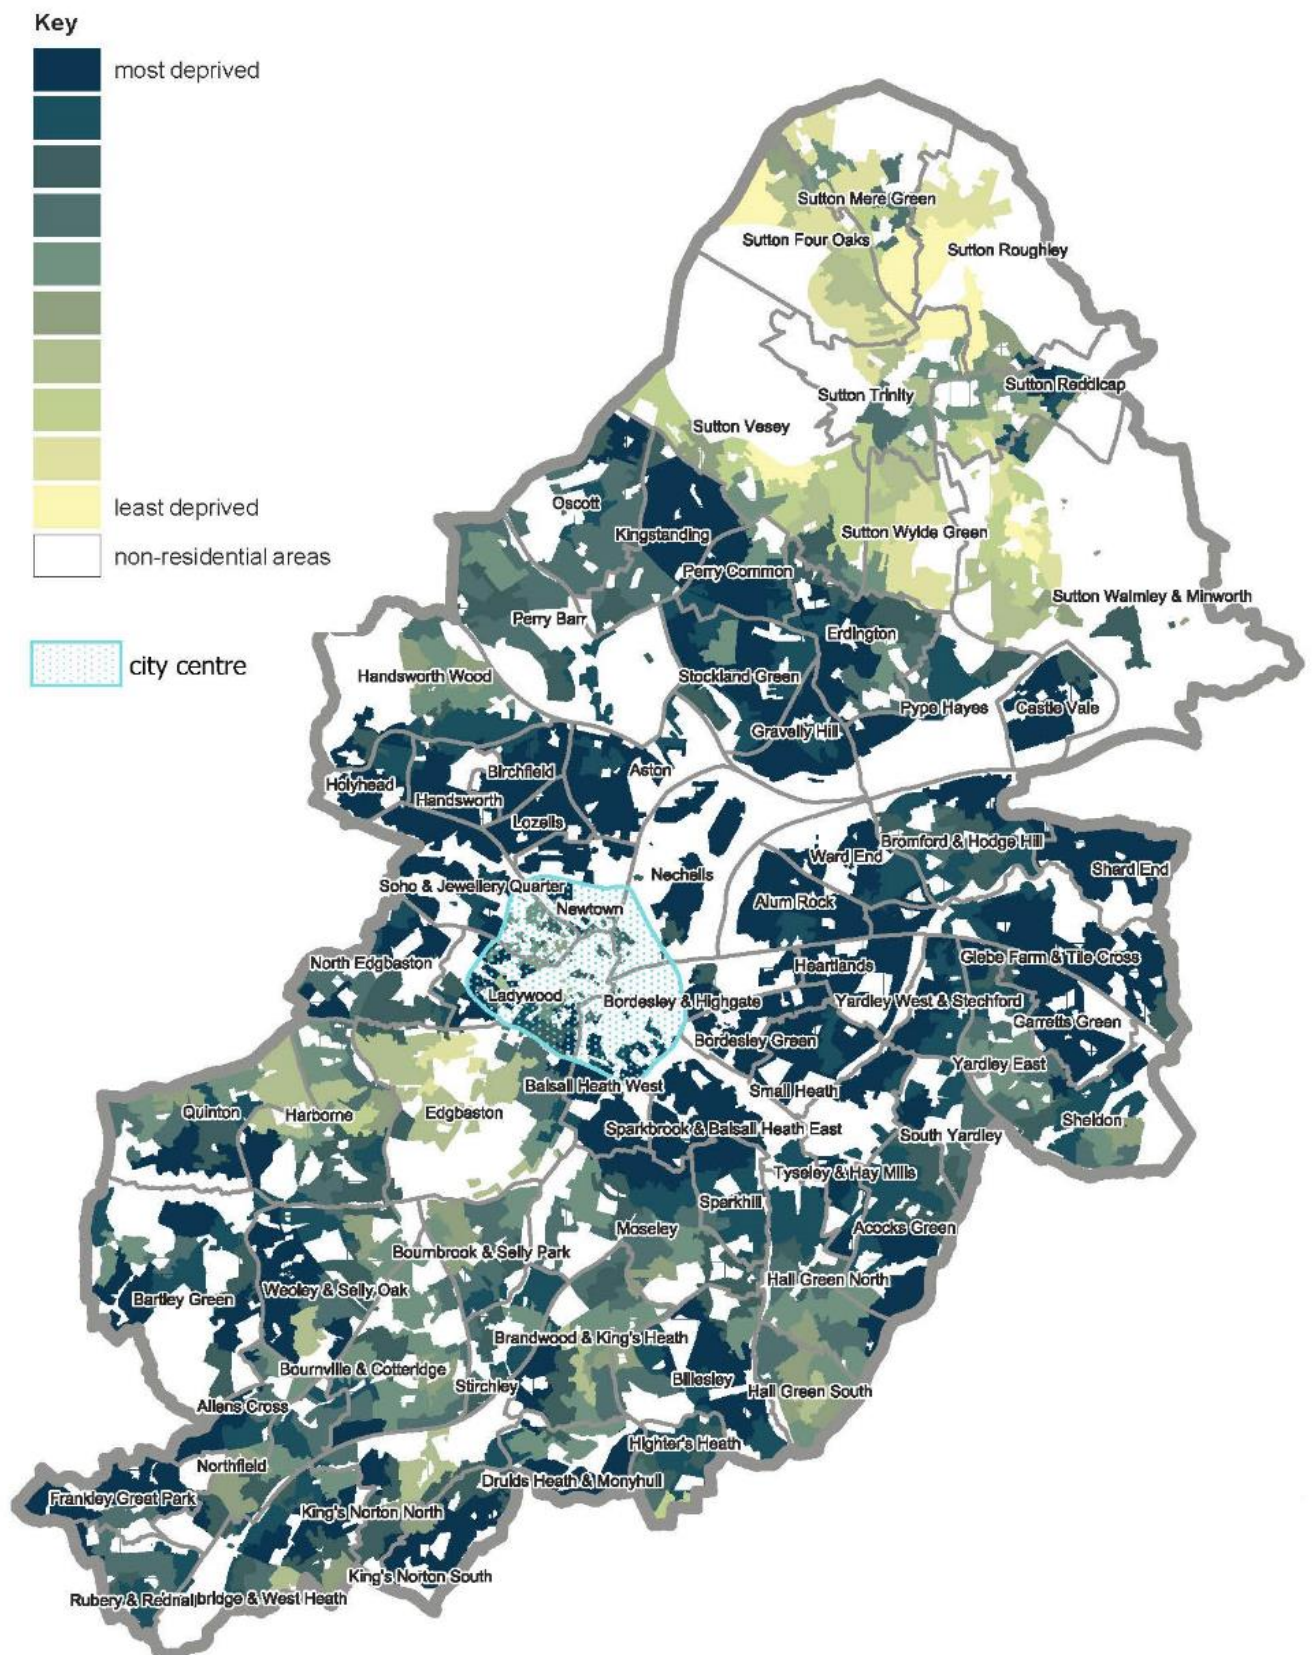 Key
most deprived
least deprived
non-residential areas
city centre
Sutton Mere Green
Sutton Four Oaks
Sutton Roughley
Sutton Reddicap
Sutton Trinity
Sutton Vesey
Oscott
Kingstanding
Sutton Wylde Green
Perry Common
Sutton Walmley & Minworth
Perry Barr
Erdington
Handsworth Wood
Stockland Green
Pype Hayes
Castle Vale
Gravelly Hill
Holyhead
Birchfield
Aston
Handsworth
Lozells
Bromford & Hodge Hill
Ward End
Shard End
Nechells
Soho & Jewellery Quarter
Alum Rock
Newtown
North Edgbaston
Heartlands
Glebe Farm & Tile Cross
Ladywood
Bordesley & Highgate
Yardley West & Stechford
Garretts Green
Bordesley Green
Yardley East
Balsall Heath West
Small Heath
Quinton
Harborne
Edgbaston
Sheldon
Sparkbrook & Balsall Heath East
South Yardley
Tyseley & Hay Mills
Sparkhill
Moseley
Acocks Green
Bournbrook & Selly Park
Hall Green North
Weoley & Selly Oak
Bartley Green
Brandwood & King's Heath
Bournville & Cotteridge
Billesley
Stirchley
Hall Green South
Allens Cross
Highter's Heath
Northfield
Druids Heath & Monyhull
Frankley Great Park
King's Norton North
King's Norton South
Rubery & Rednal
bridge & West Heath